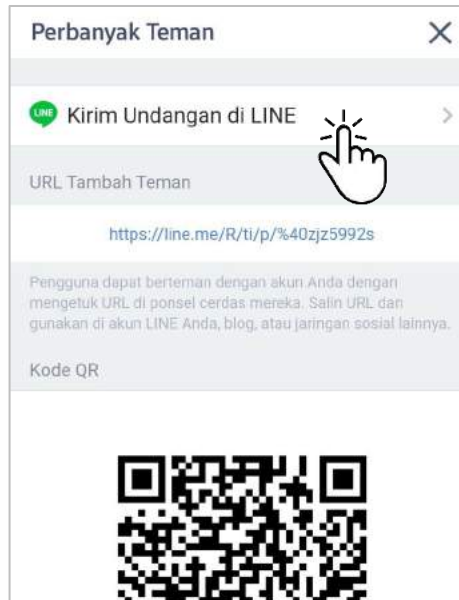 Perbanyak Teman
LINE Kirim Undangan di LINE
URL Tambah Teman
https://line.me/R/ti/p/%40zjz5992s
Pengguna dapat berteman dengan akun Anda dengan
mengetuk URL di ponsel cerdas mereka. Salin URL dan
gunakan di akun LINE Anda, blog, atau jaringan sosial lainnya.
Kode QR